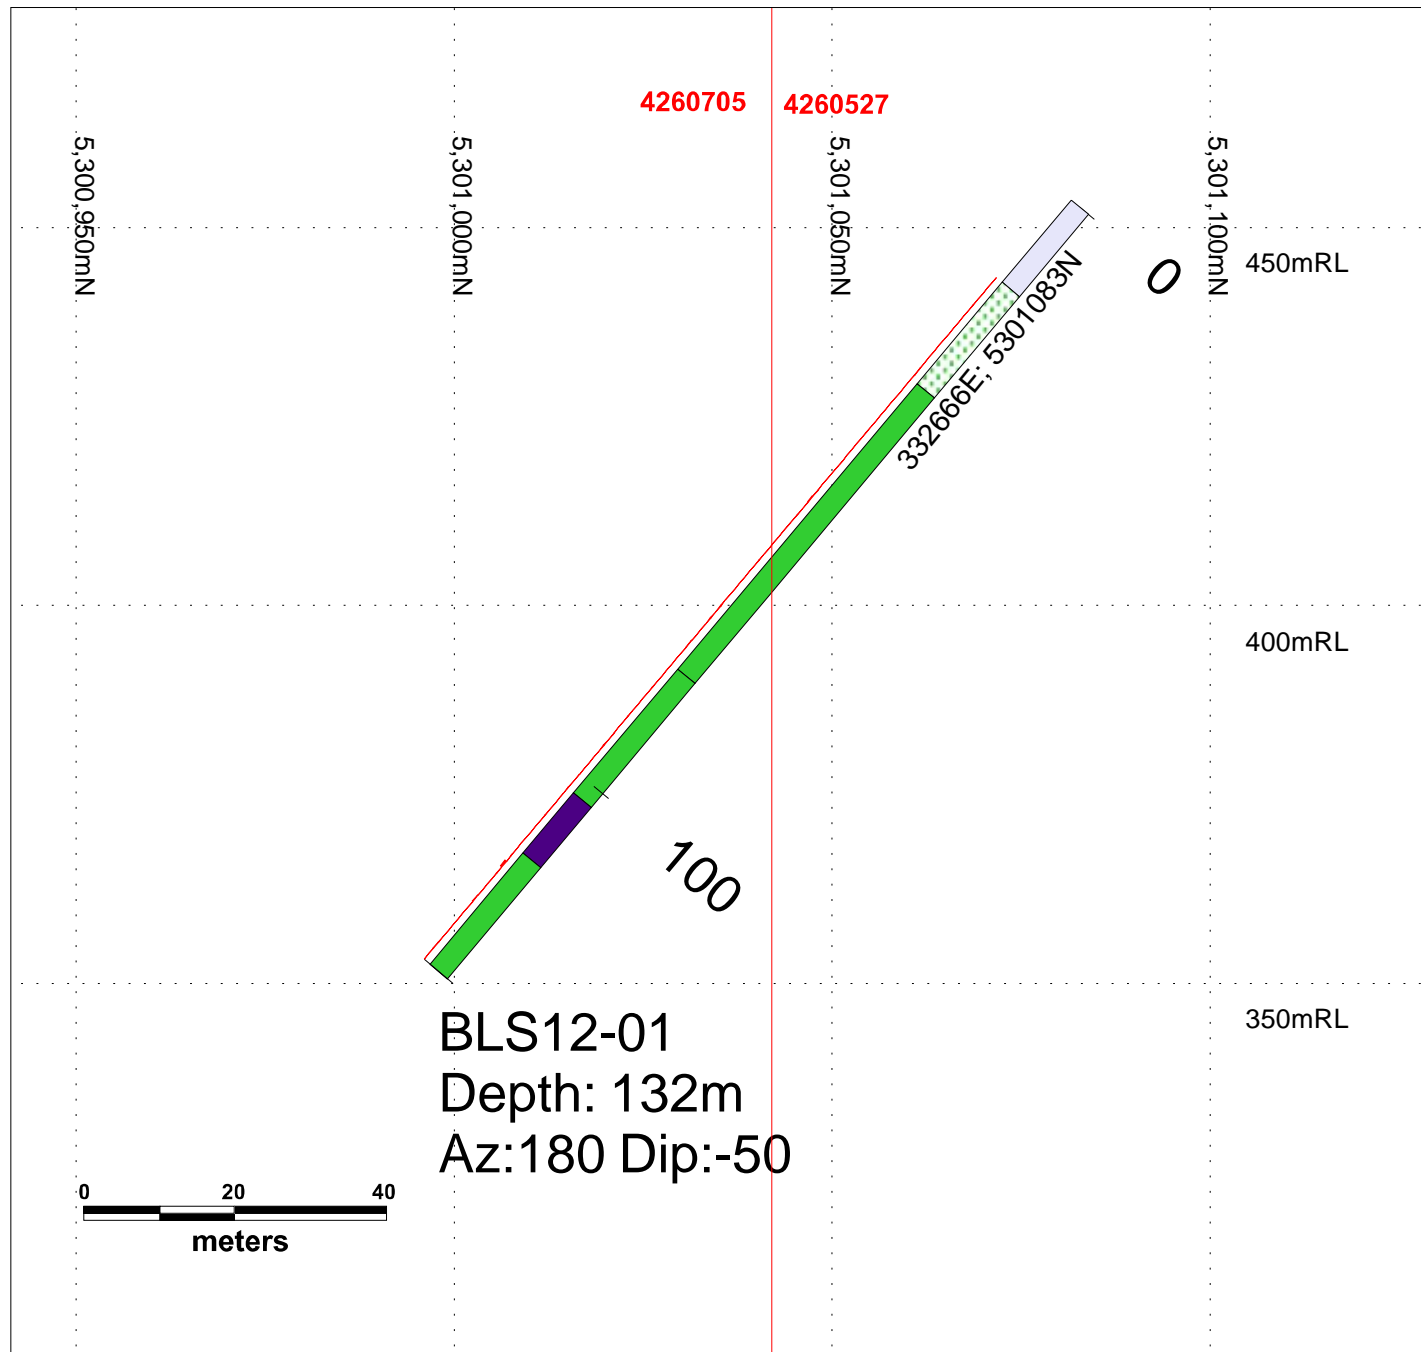 4260705
4260527
5,300,950mN
5,301,000mN
5,301,050mN
5,301,100mN
450mRL
0
332666E; 5301083N
400mRL
100
350mRL
BLS12-01
Depth: 132m
Az:180 Dip:-50
0 20 40
meters